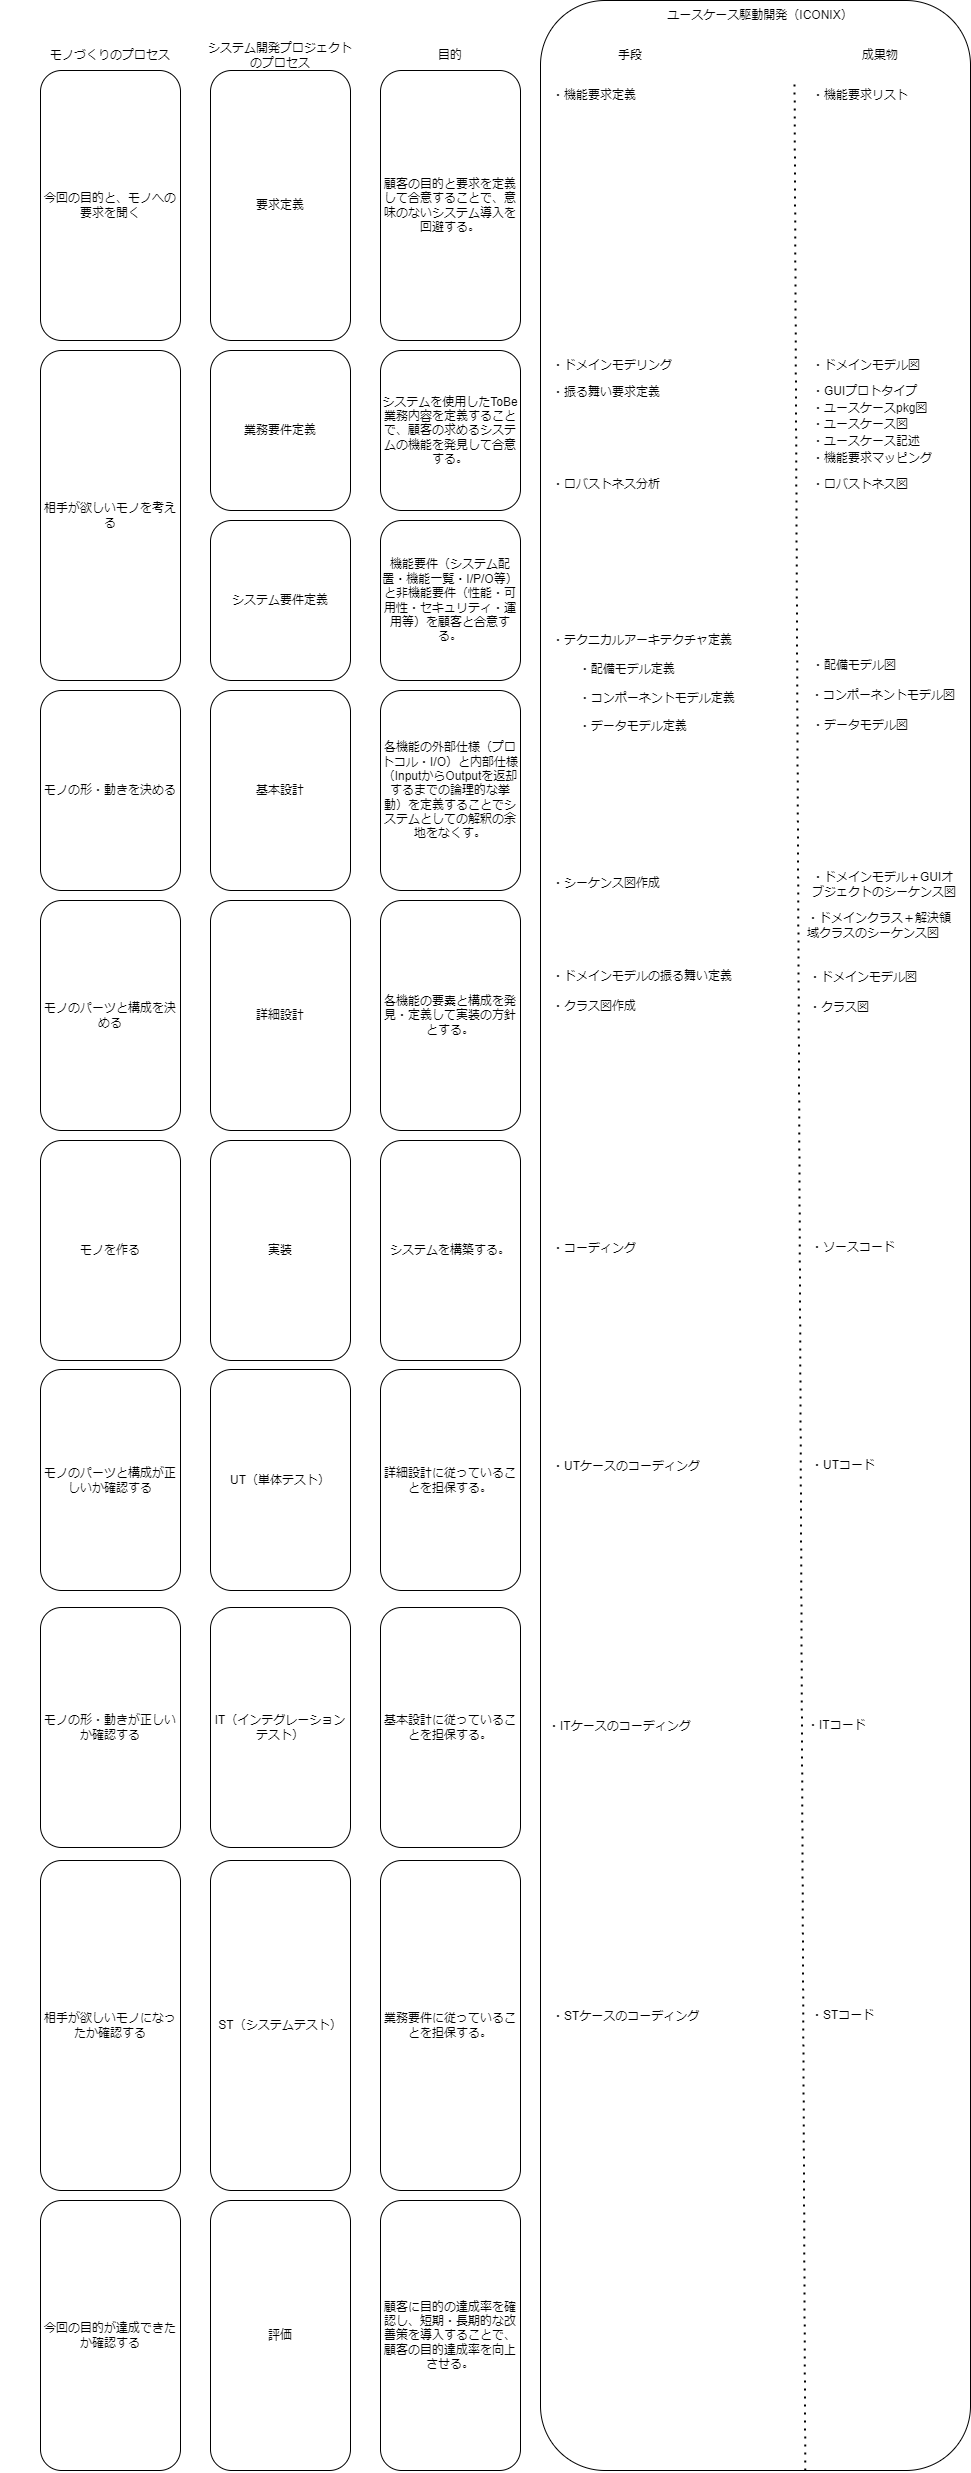 ユースケース駆動開発（ICONIX）
モノづくりのプロセス
システム開発プロジェクト
のプロセス
目的
手段
成果物
今回の目的と、モノへの
要求を聞く
要求定義
顧客の目的と要求を定義
して合意することで、意
味のないシステム導入を
回避する。
・機能要求定義
・機能要求リスト
相手が欲しいモノを考え
る
業務要件定義
システムを使用したToBe
業務内容を定義すること
で、顧客の求めるシステ
ムの機能を発見して合意
する。
・ドメインモデリング
・ドメインモデル図
・振る舞い要求定義
・GUIプロトタイプ
・ユースケースpkg図
・ユースケース図
・ユースケース記述
・機能要求マッピング
・ロバストネス分析
・ロバストネス図
システム要件定義
機能要件（システム配
置・機能一覧・I/P/O等）
と非機能要件（性能・可
用性・セキュリティ・運
用等）を顧客と合意す
る。
・テクニカルアーキテクチャ定義
・配備モデル定義
・配備モデル図
・コンポーネントモデル定義
・コンポーネントモデル図
・データモデル定義
・データモデル図
モノの形・動きを決める
基本設計
各機能の外部仕様（プロ
トコル・I/O）と内部仕様
（InputからOutputを返却
するまでの論理的な挙
動）を定義することでシ
ステムとしての解釈の余
地をなくす。
・シーケンス図作成
・ドメインモデル＋GUIオ
ブジェクトのシーケンス図
・ドメインクラス＋解決領
域クラスのシーケンス図
モノのパーツと構成を決
める
詳細設計
各機能の要素と構成を発
見・定義して実装の方針
とする。
・ドメインモデルの振る舞い定義
・ドメインモデル図
・クラス図作成
・クラス図
モノを作る
実装
システムを構築する。
・コーディング
・ソースコード
モノのパーツと構成が正
しいか確認する
UT（単体テスト）
詳細設計に従っているこ
とを担保する。
・UTケースのコーディング
・UTコード
モノの形・動きが正しい
か確認する
IT（インテグレーション
テスト）
基本設計に従っているこ
とを担保する。
・ITケースのコーディング
・ITコード
相手が欲しいモノになっ
たか確認する
ST（システムテスト）
業務要件に従っているこ
とを担保する。
・STケースのコーディング
・STコード
今回の目的が達成できた
か確認する
評価
顧客に目的の達成率を確
認し、短期・長期的な改
善策を導入することで、
顧客の目的達成率を向上
させる。